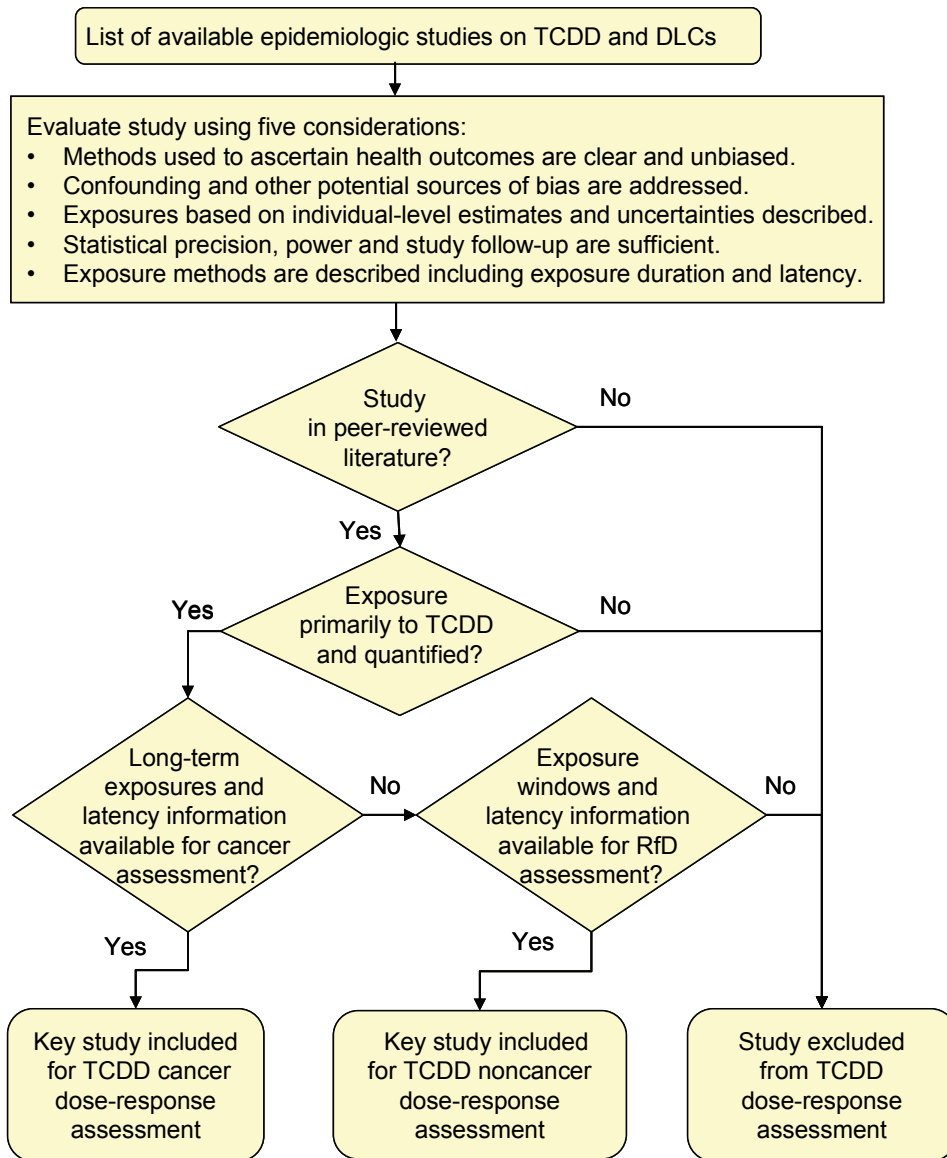 List of available epidemiologic studies on TCDD and DLCs
Evaluate study using five considerations:
• Methods used to ascertain health outcomes are clear and unbiased.
• Confounding and other potential sources of bias are addressed.
• Exposures based on individual-level estimates and uncertainties described.
• Statistical precision, power and study follow-up are sufficient.
• Exposure methods are described including exposure duration and latency.
Study
in peer-reviewed
literature?
No
Yes
Exposure
primarily to TCDD
and quantified?
Yes
No
Long-term
exposures and
latency information
available for cancer
assessment?
No
Exposure
windows and
latency information
available for RfD
assessment?
No
Yes
Yes
Key study included
for TCDD cancer
dose-response
assessment
Key study included
for TCDD noncancer
dose-response
assessment
Study excluded
from TCDD
dose-response
assessment